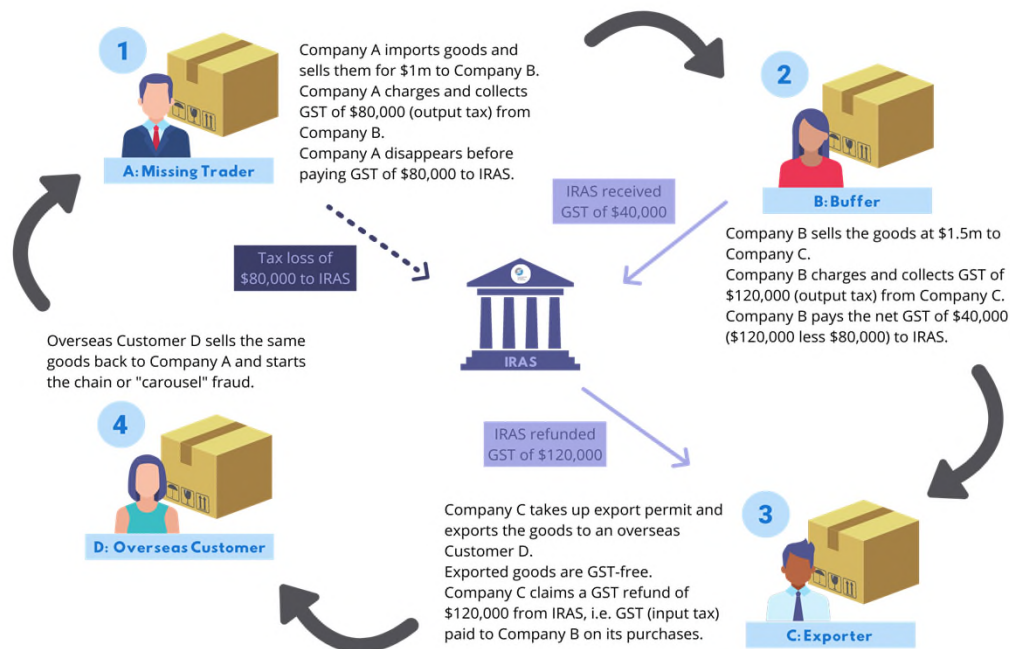 1
Company A imports goods and
sells them for $1m to Company B.
Company A charges and collects
GST of $80,000 (output tax) from
Company B.
Company A disappears before
paying GST of $80,000 to IRAS.
A: Missing Trader
2
B: Buffer
IRAS received
GST of $40,000
Company B sells the goods at $1.5m to
Company C.
Company B charges and collects GST of
$120,000 (output tax) from Company C.
Company B pays the net GST of $40,000
($120,000 less $80,000) to IRAS.
Tax loss of
$80,000 to IRAS
IRAS
IRAS refunded
GST of $120,000
3
Company C takes up export permit and
exports the goods to an overseas
Customer D.
Exported goods are GST-free.
Company C claims a GST refund of
$120,000 from IRAS, i.e. GST (input tax)
paid to Company B on its purchases.
C: Exporter
Overseas Customer D sells the same
goods back to Company A and starts
the chain or "carousel" fraud.
4
D: Overseas Customer